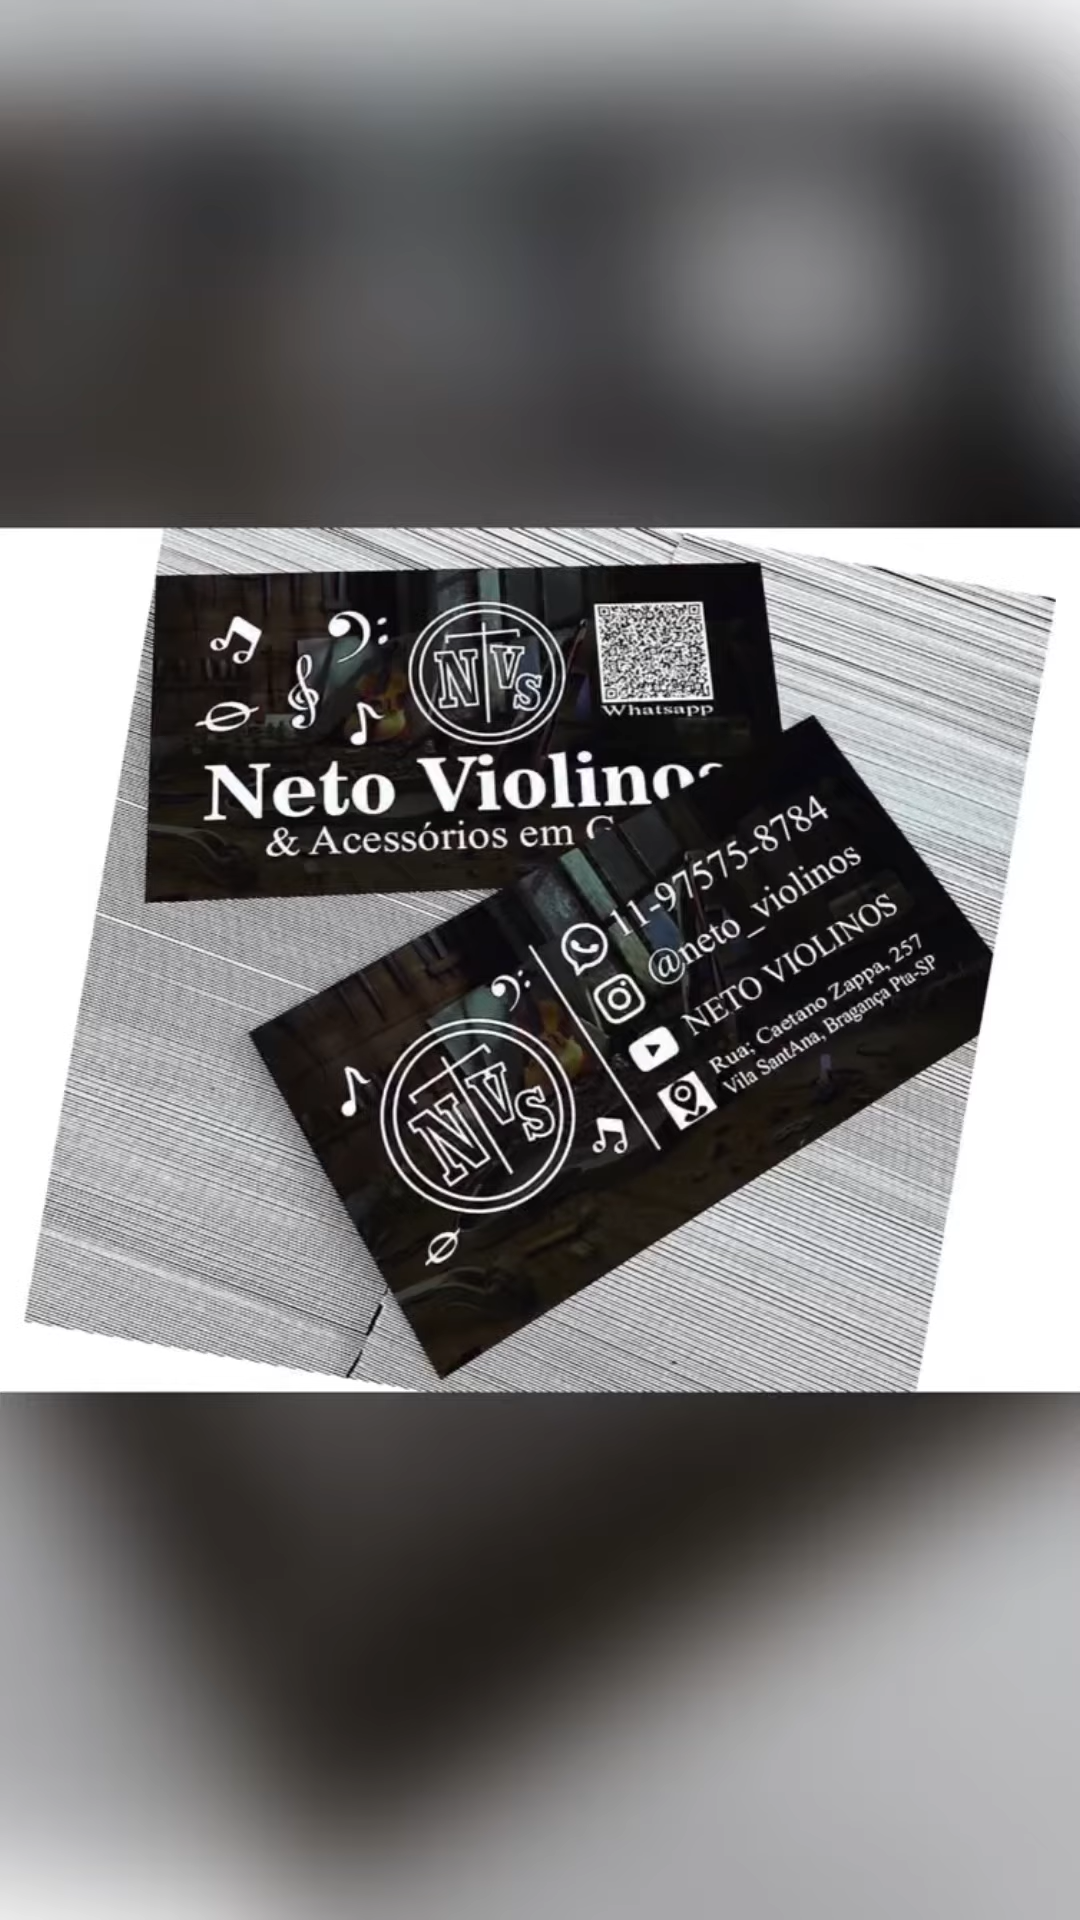 NVS
Whatsapp
Neto Violinos
& Acessórios em
11-97575-8784
@neto_violinos
NETO VIOLINOS
Rua; Caetano Zappa, 257
Vila SantAna, Bragança Pta-SP
NVS